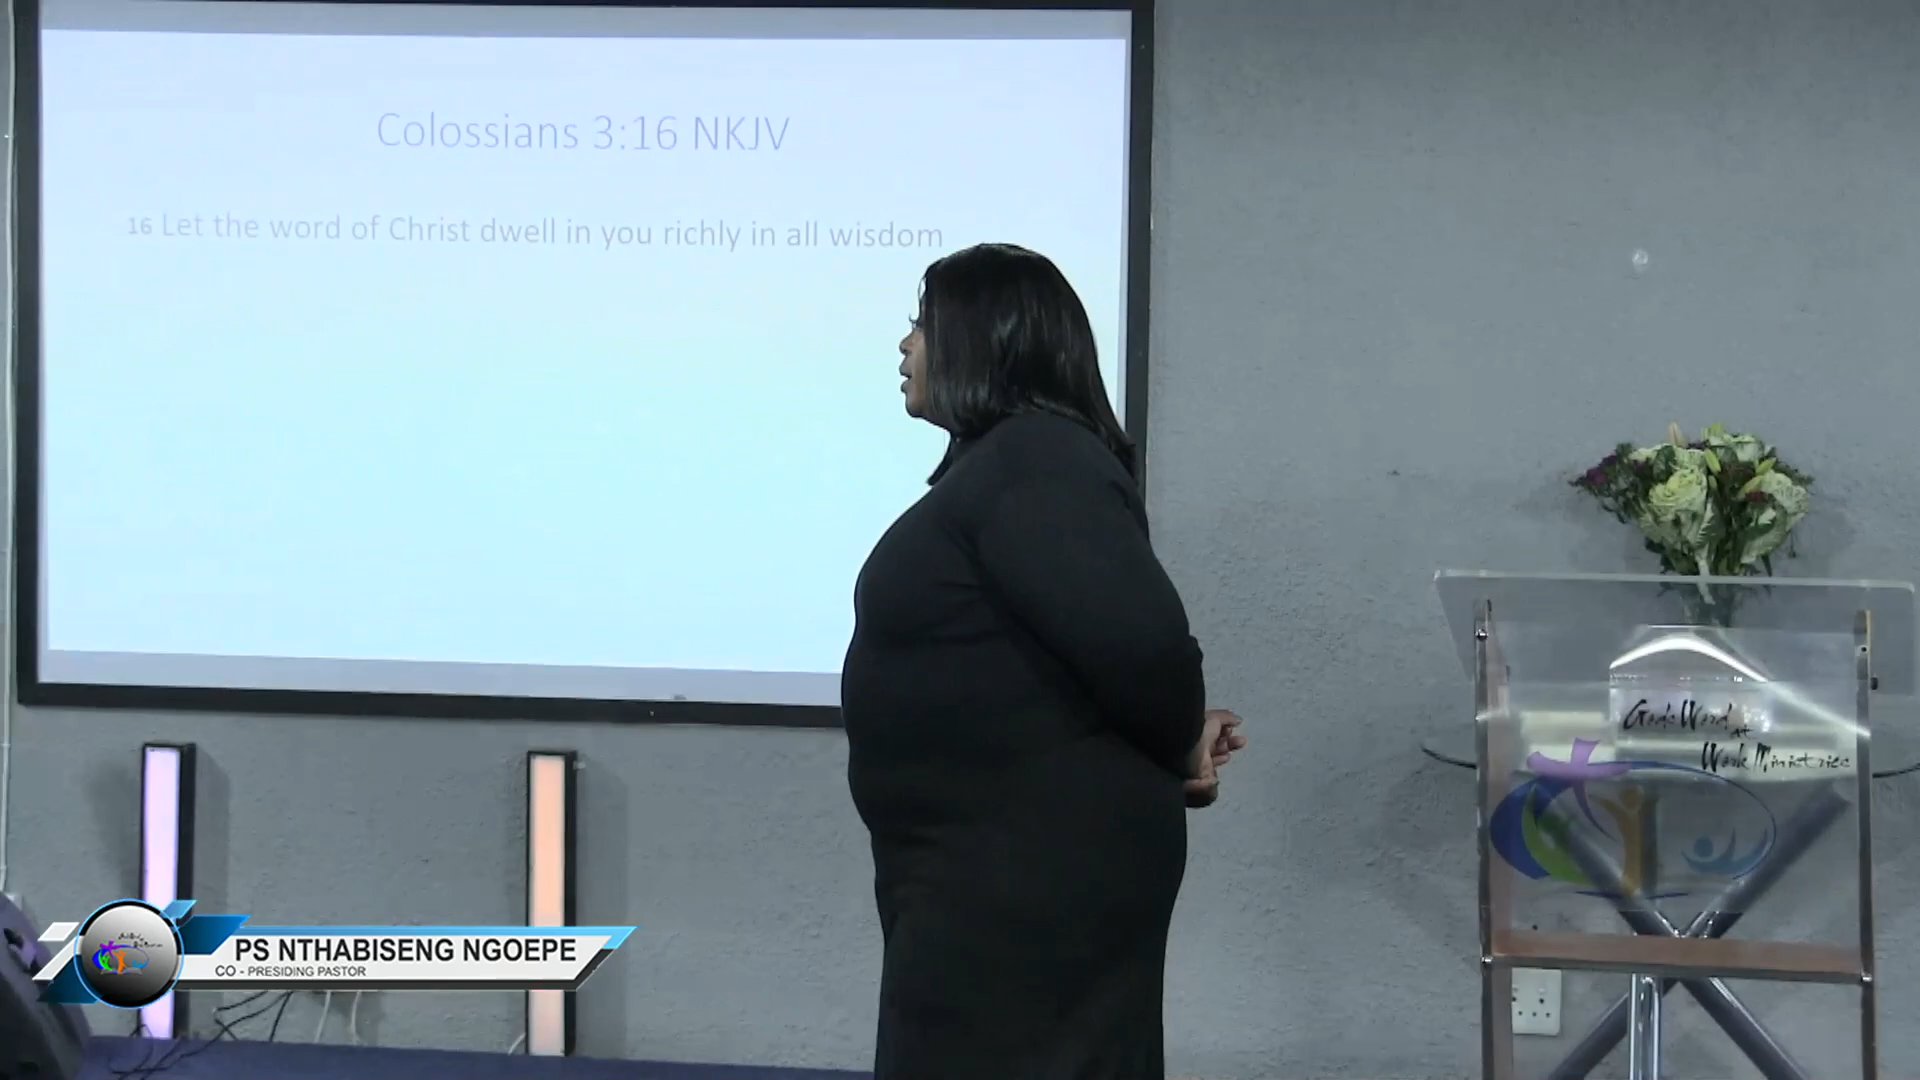 Colossians 3:16 NKJV
16 Let the word of Christ dwell in you richly in all wisdom
Gods Word
at
Work Ministries
PS NTHABISENG NGOEPE
CO - PRESIDING PASTOR